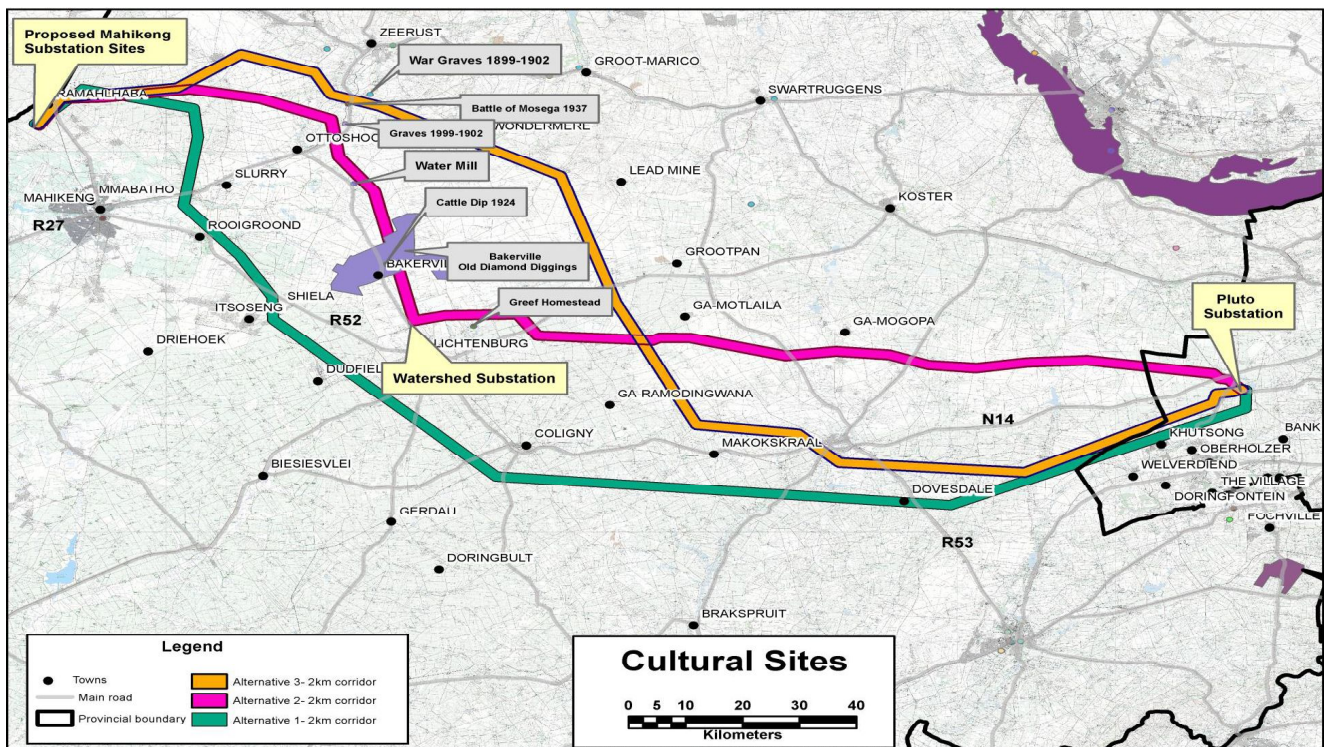 Proposed Mahikeng
Substation Sites
ZEERUST
War Graves 1899-1902
GROOT-MARICO
RAMAHLHABA
Battle of Mosega 1937
SWARTRUGGENS
Graves 1999-1902
WONDERMERE
OTTOSHOO
Water Mill
SLURRY
LEAD MINE
MMABATHO
MAHIKENG
Cattle Dip 1924
KOSTER
R27
ROOIGROOND
Bakerville
Old Diamond Diggings
GROOTPAN
BAKERVIL
SHIELA
Greef Homestead
Pluto
Substation
ITSOSENG
R52
GA-MOTLAILA
GA-MOGOPA
DRIEHOEK
LICHTENBURG
Watershed Substation
DUDFIEL
GA RAMODINGWANA
N14
COLIGNY
MAKOKSKRAAL
KHUTSONG
BANK
OBERHOLZER
BIESIESVLEI
WELVERDIEND
THE VILLAGE
DOVESDALE
DORINGFONTEIN
GERDAU
FOCHVILLE
R53
DORINGBULT
BRAKSPRUIT
Legend
Towns
Main road
Provincial boundary
Alternative 3- 2km corridor
Alternative 2- 2km corridor
Alternative 1- 2km corridor
Cultural Sites
0 5 10 20 30 40
Kilometers